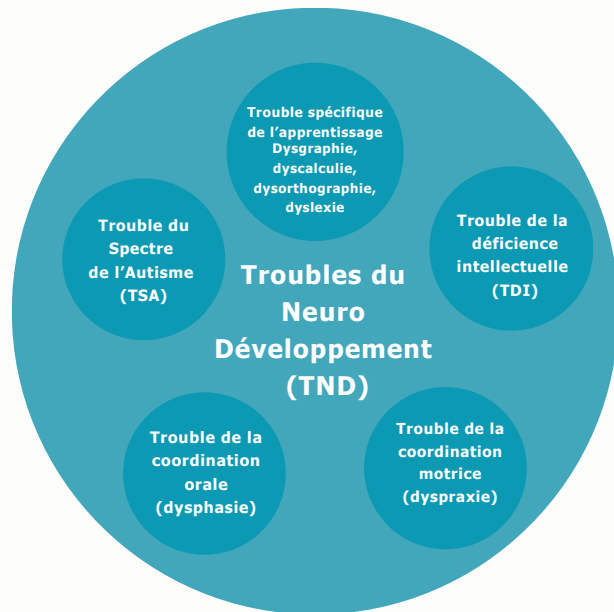 Trouble spécifique
de l'apprentissage
Dysgraphie,
dyscalculie,
dysorthographie,
dyslexie
Trouble du
Spectre
de l'Autisme
(TSA)
Trouble de la
déficience
intellectuelle
(TDI)
Troubles du
Neuro
Développement
(TND)
Trouble de la
coordination
orale
(dysphasie)
Trouble de la
coordination
motrice
(dyspraxie)